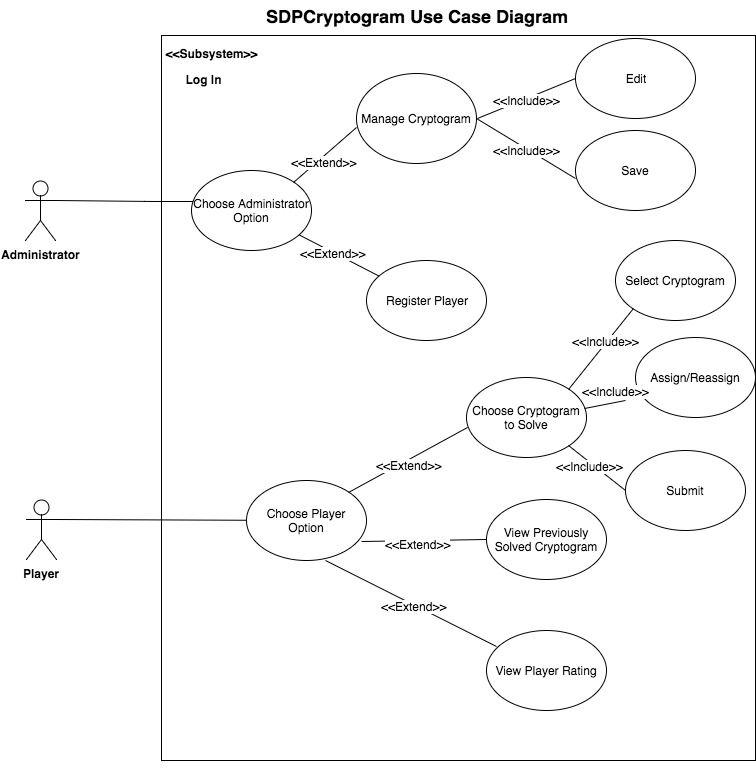 SDPCryptogram Use Case Diagram
<<Subsystem>>
Log In
Edit
<<Include>>
Manage Cryptogram
<<Include>>
<<Extend>>
Save
Choose Administrator
Option
Administrator
<<Extend>>
Register Player
Select Cryptogram
<<Include>>
Assign/Reassign
<<Include>>
Choose Cryptogram
to Solve
<<Extend>>
<<Include>>
Submit
Choose Player
Option
View Previously
Solved Cryptogram
<<Extend>>
Player
<<Extend>>
View Player Rating